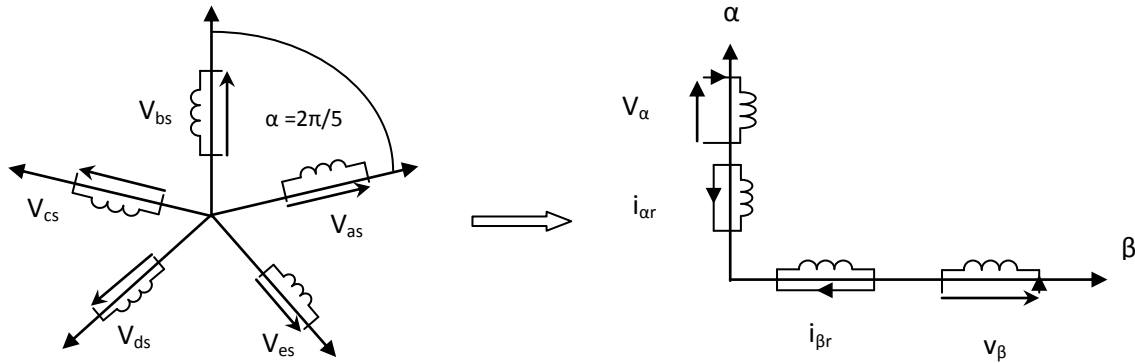 V_bs
α =2π/5
V_cs
V_as
V_ds
V_es
α
V_α
i_αr
β
i_βr
v_β